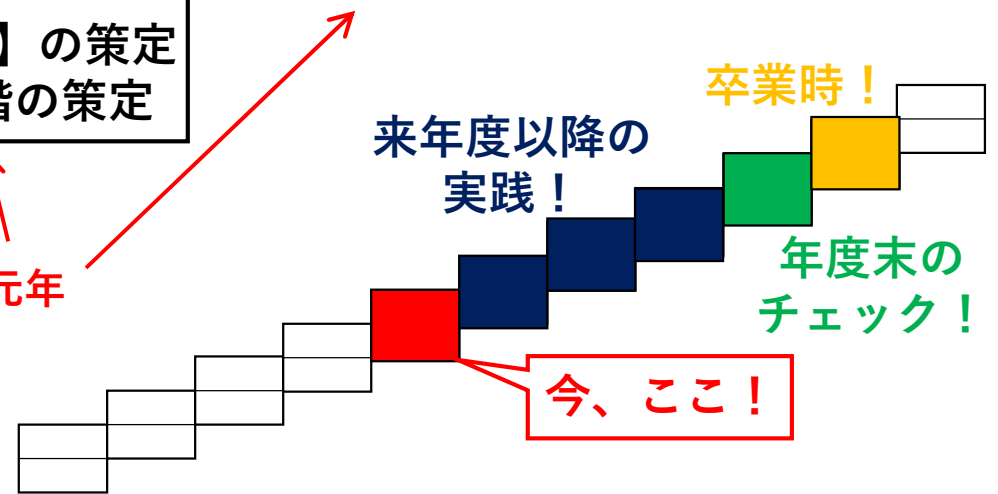 】の策定
の策定
卒業時！
来年度以降の
実践！
年度末の
チェック！
元年
今、ここ！